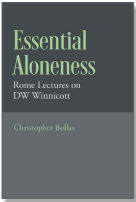 Essential
Aloneness
Rome Lectures on
DW Winnicott
Christopher Bollas